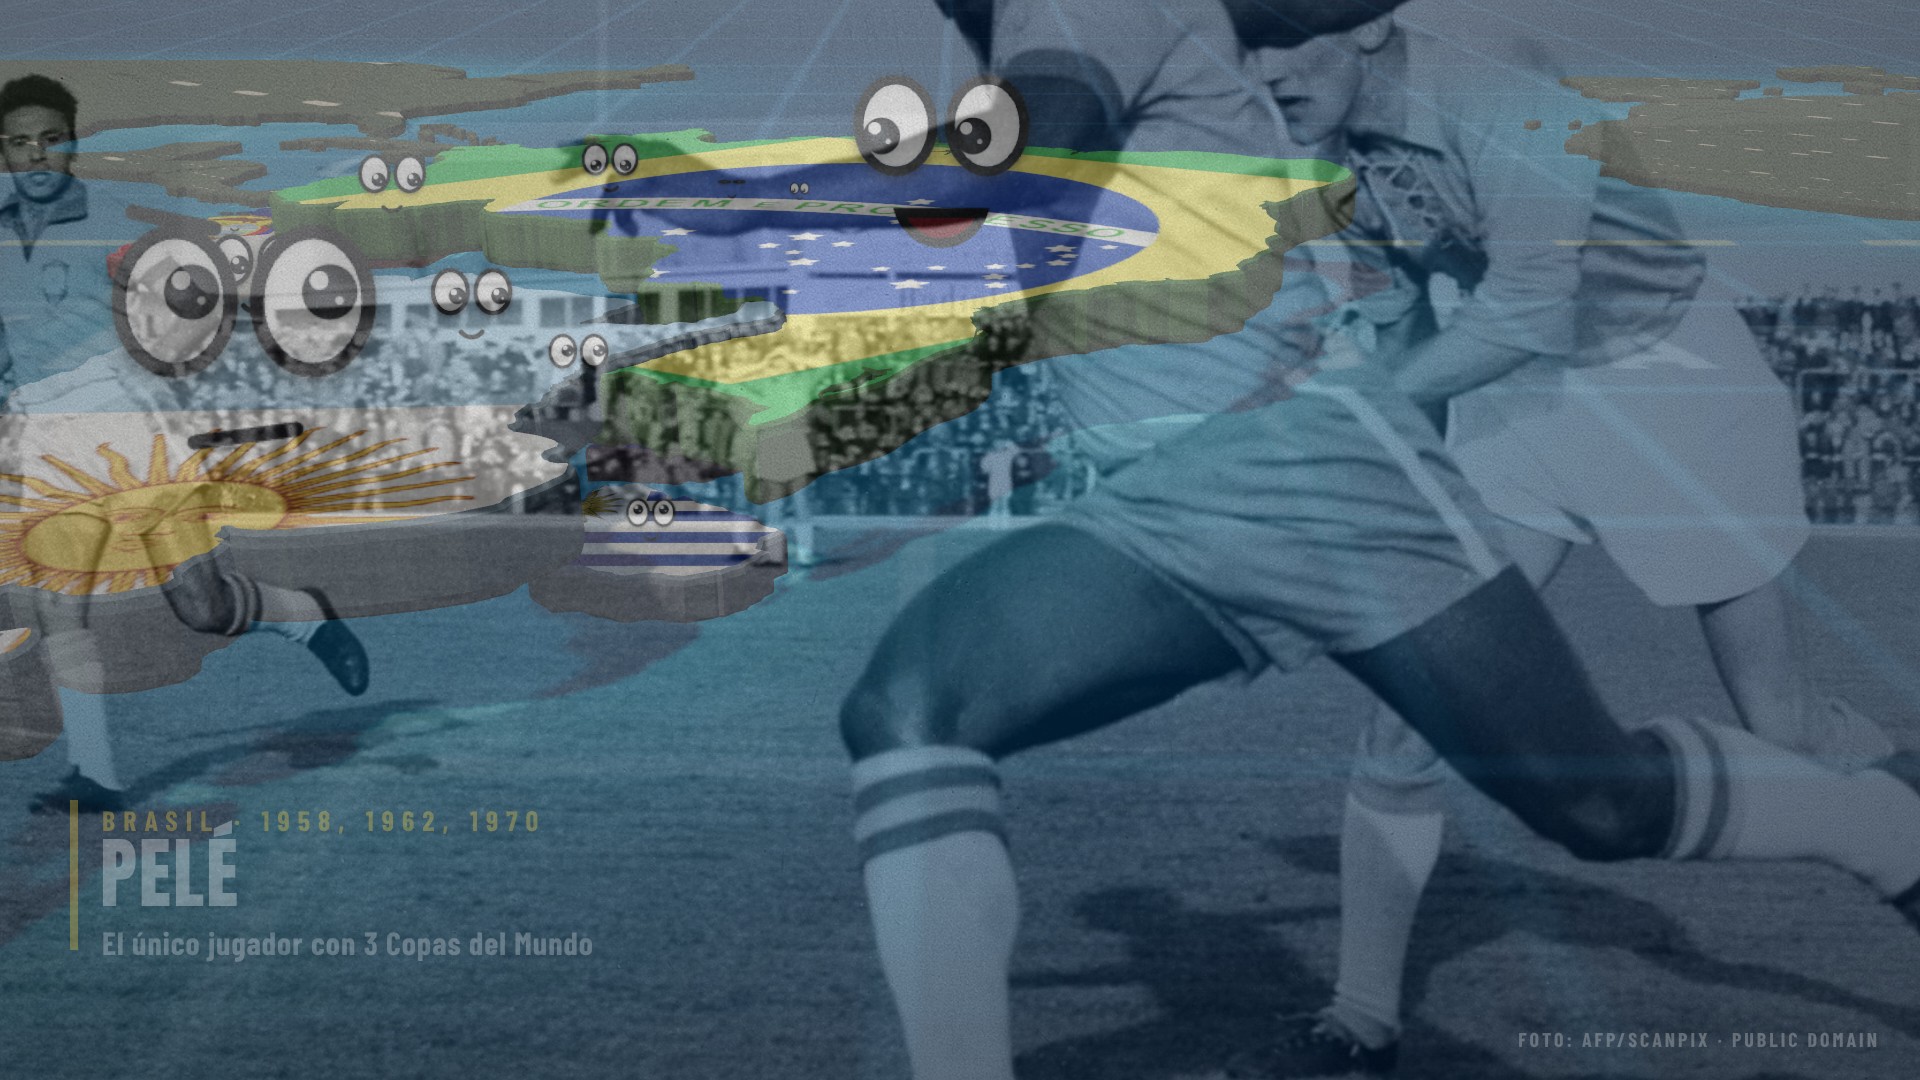 ORDEM E PROGRESSO
BRASIL · 1958, 1962, 1970
PELÉ
El único jugador con 3 Copas del Mundo
FOTO: AFP/SCANPIX · PUBLIC DOMAIN